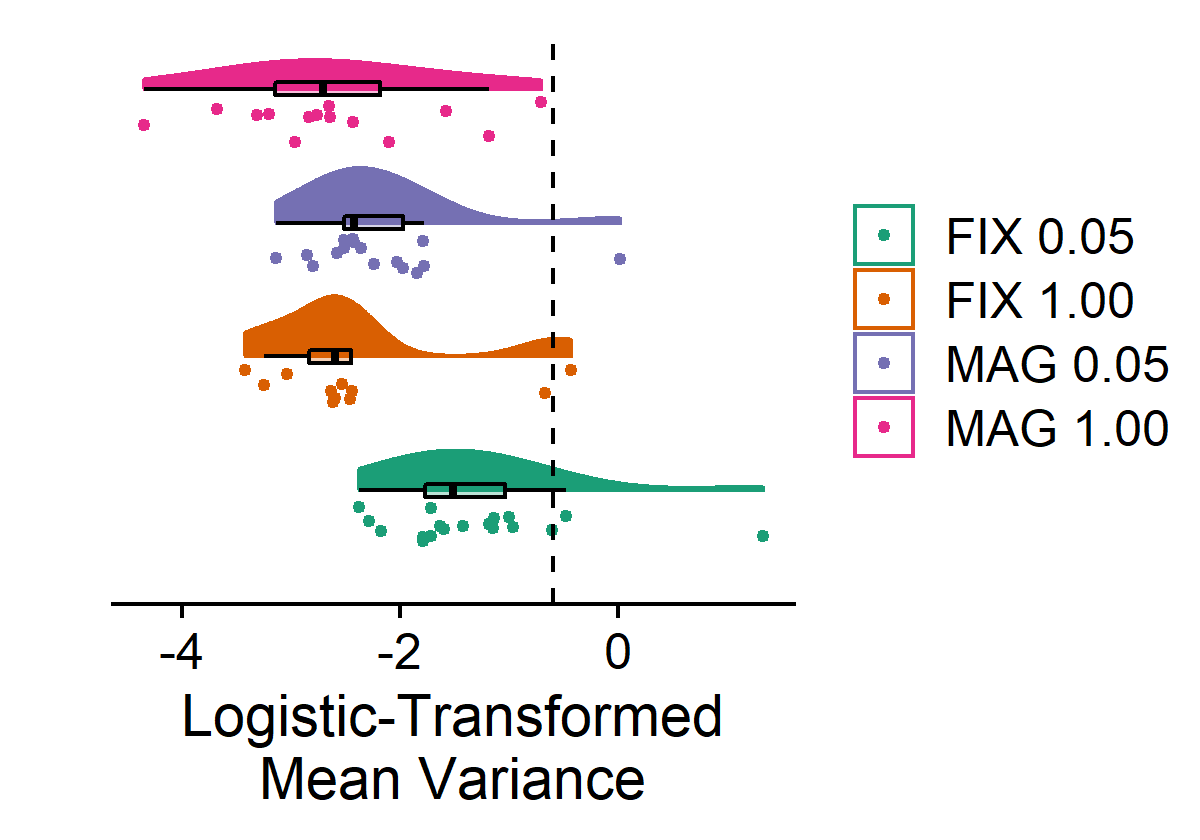 FIX 0.05
FIX 1.00
MAG 0.05
MAG 1.00
-4 -2 0
Logistic-Transformed
Mean Variance